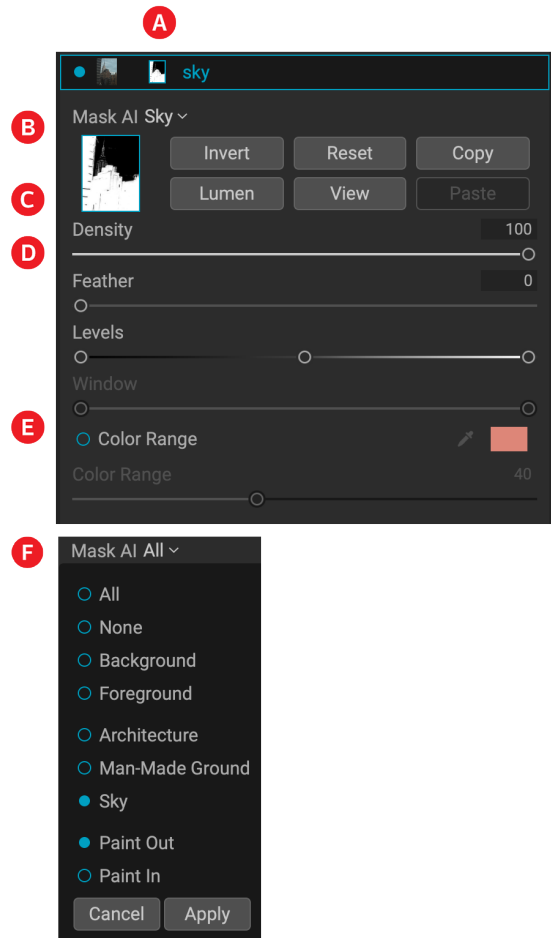 A
sky
B
Mask AI Sky
Invert Reset Copy
C
Lumen View Paste
Density 100
D
Feather 0
Levels
Window
E
Color Range
Color Range 40
F
Mask AI All
All
None
Background
Foreground
Architecture
Man-Made Ground
Sky
Paint Out
Paint In
Cancel Apply